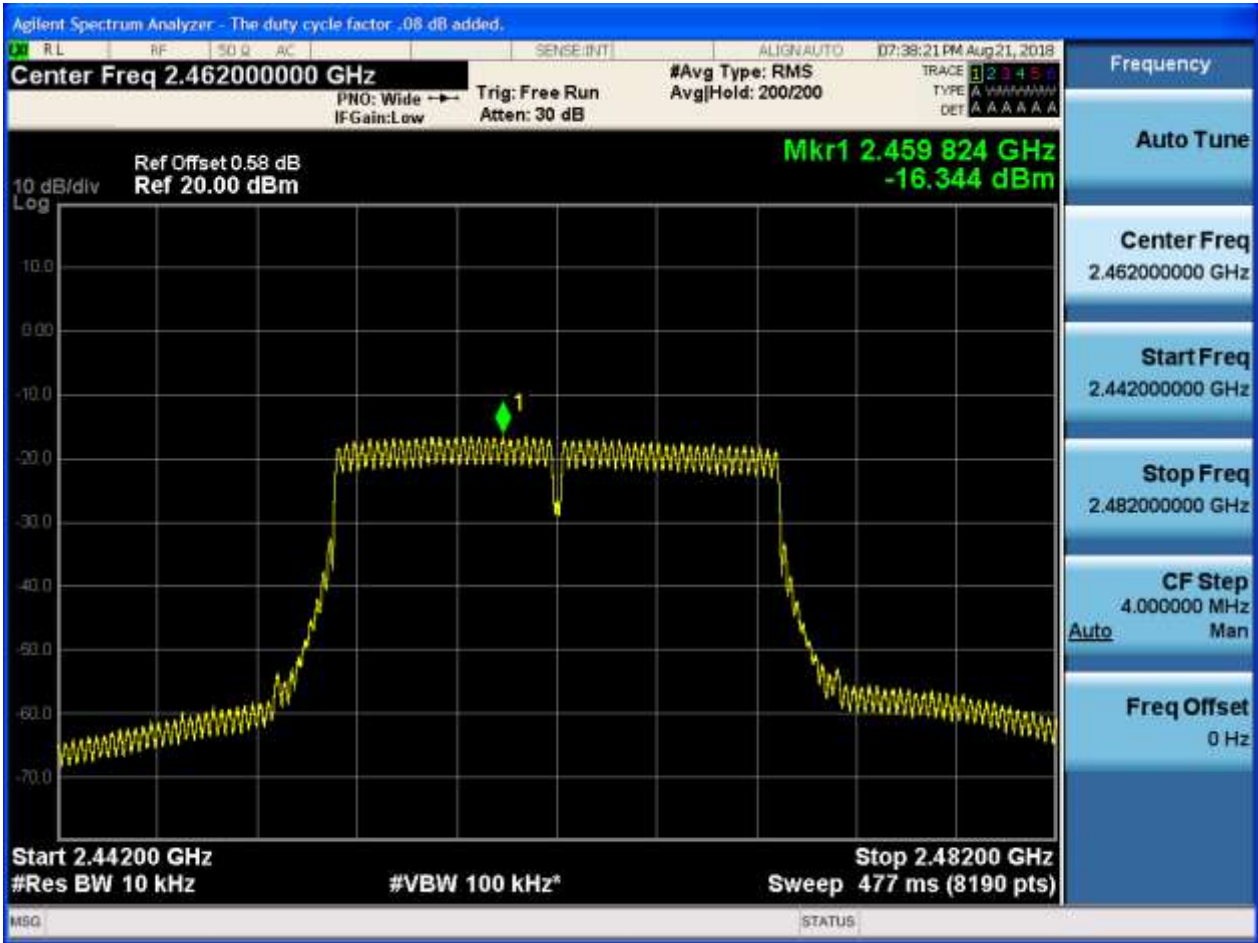 Agilent Spectrum Analyzer - The duty cycle factor .08 dB added.
LXI RL RF 50 Ω AC SENSE:INT ALIGNAUTO 07:38:21 PM Aug 21, 2018
Center Freq 2.462000000 GHz
#Avg Type: RMS
Avg|Hold: 200/200
TRACE 1 2 3 4 5 6
TYPE A WWWWW
DET A A A A A A
PNO: Wide
IFGain:Low
Trig: Free Run
Atten: 30 dB
Ref Offset 0.58 dB
Ref 20.00 dBm
10 dB/div
Log
Mkr1 2.459 824 GHz
-16.344 dBm
10.0
0.00
-10.0
-20.0
-30.0
-40.0
-50.0
-60.0
-70.0
1
Start 2.44200 GHz
Stop 2.48200 GHz
#Res BW 10 kHz
#VBW 100 kHz*
Sweep 477 ms (8190 pts)
MSG
STATUS
Frequency
Auto Tune
Center Freq
2.462000000 GHz
Start Freq
2.442000000 GHz
Stop Freq
2.482000000 GHz
CF Step
4.000000 MHz
Auto Man
Freq Offset
0 Hz